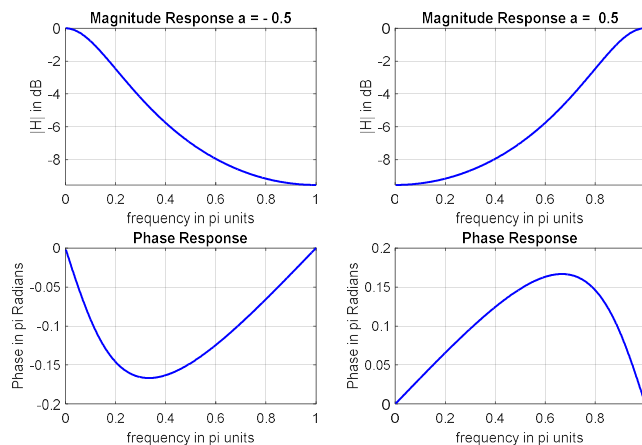 Magnitude Response a = - 0.5
0
-2
-4
-6
-8
|H| in dB
0 0.2 0.4 0.6 0.8 1
frequency in pi units
Magnitude Response a =  0.5
0
-2
-4
-6
-8
|H| in dB
0 0.2 0.4 0.6 0.8
frequency in pi units
Phase Response
0
-0.05
-0.1
-0.15
-0.2
Phase in pi Radians
0 0.2 0.4 0.6 0.8 1
frequency in pi units
Phase Response
0.2
0.15
0.1
0.05
0
Phase in pi Radians
0 0.2 0.4 0.6 0.8
frequency in pi units